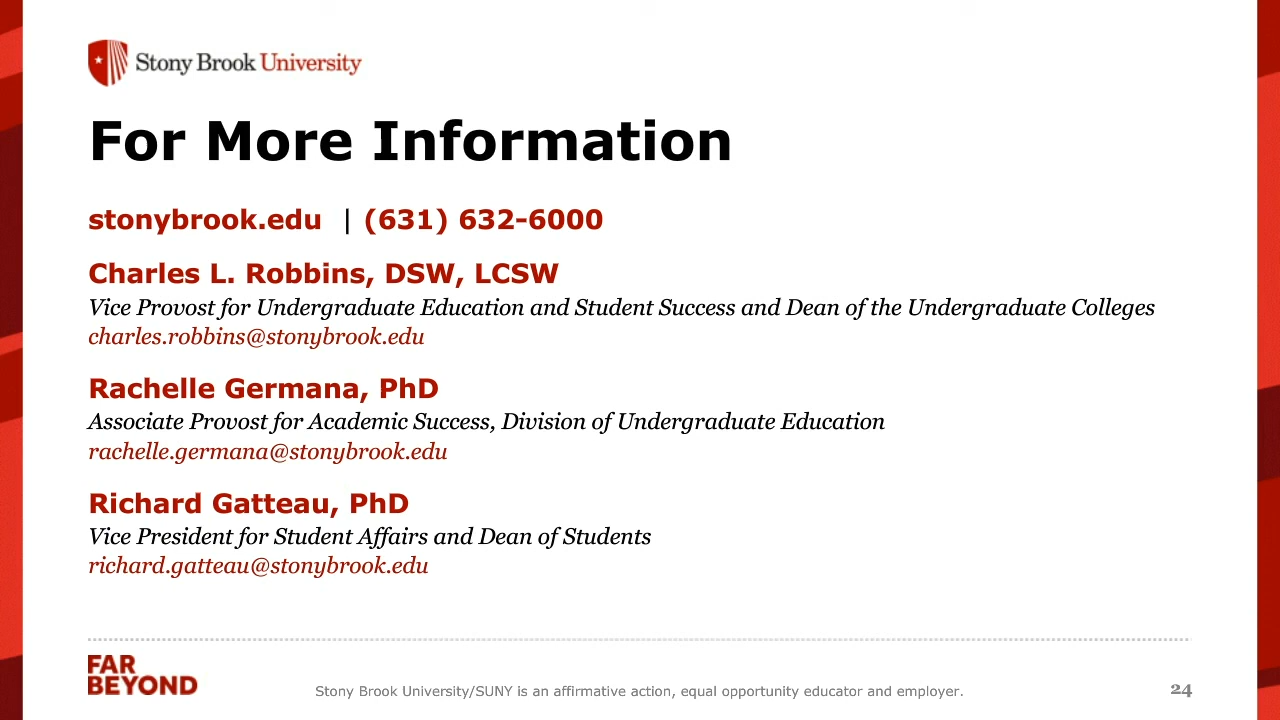 Stony Brook University
For More Information
stonybrook.edu | (631) 632-6000
Charles L. Robbins, DSW, LCSW
Vice Provost for Undergraduate Education and Student Success and Dean of the Undergraduate Colleges
charles.robbins@stonybrook.edu
Rachelle Germana, PhD
Associate Provost for Academic Success, Division of Undergraduate Education
rachelle.germana@stonybrook.edu
Richard Gatteau, PhD
Vice President for Student Affairs and Dean of Students
richard.gatteau@stonybrook.edu
FAR
BEYOND
Stony Brook University/SUNY is an affirmative action, equal opportunity educator and employer.
24